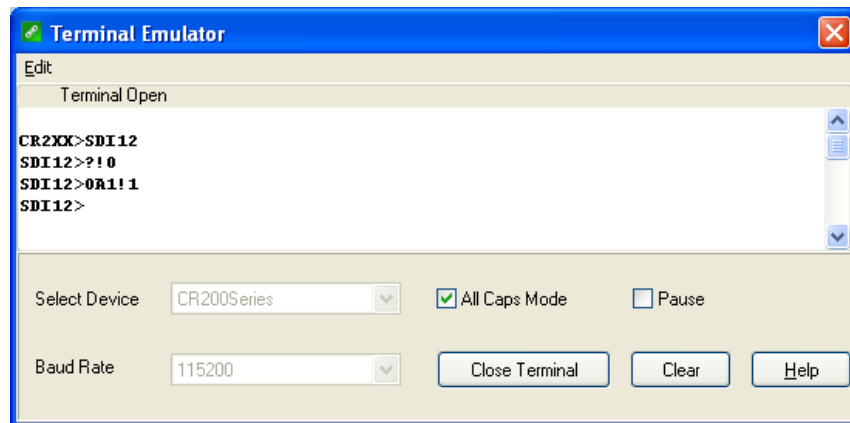 Terminal Emulator
Edit
Terminal Open
CR2XX>SDI12
SDI12>?!0
SDI12>0A1!1
SDI12>
Select Device CR200Series All Caps Mode Pause
Baud Rate 115200 Close Terminal Clear Help